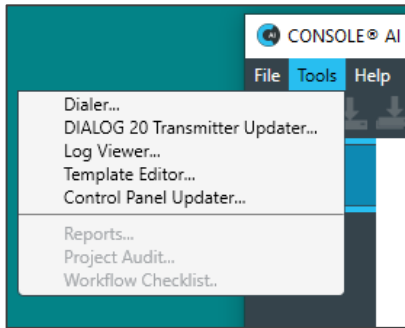 CONSOLE® AI
File Tools Help
Dialer...
DIALOG 20 Transmitter Updater...
Log Viewer...
Template Editor...
Control Panel Updater...
Reports...
Project Audit...
Workflow Checklist..